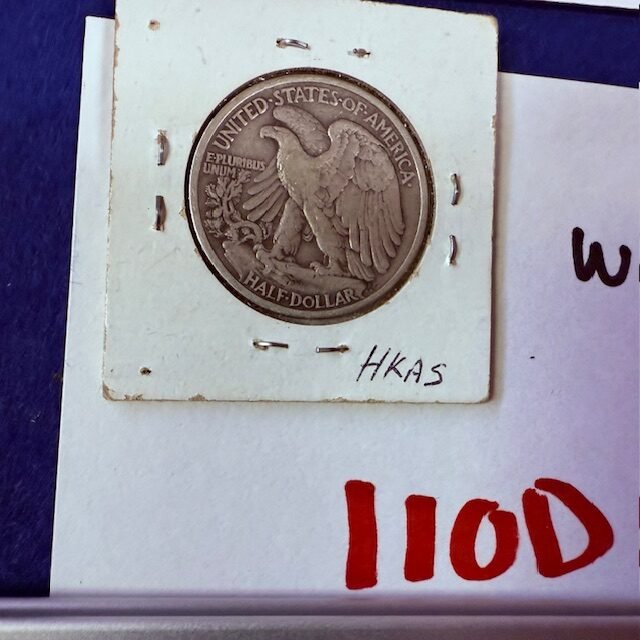 UNITED·STATES·OF·AMERICA
E·PLURIBUS
UNUM
HALF·DOLLAR
HKAS
110D